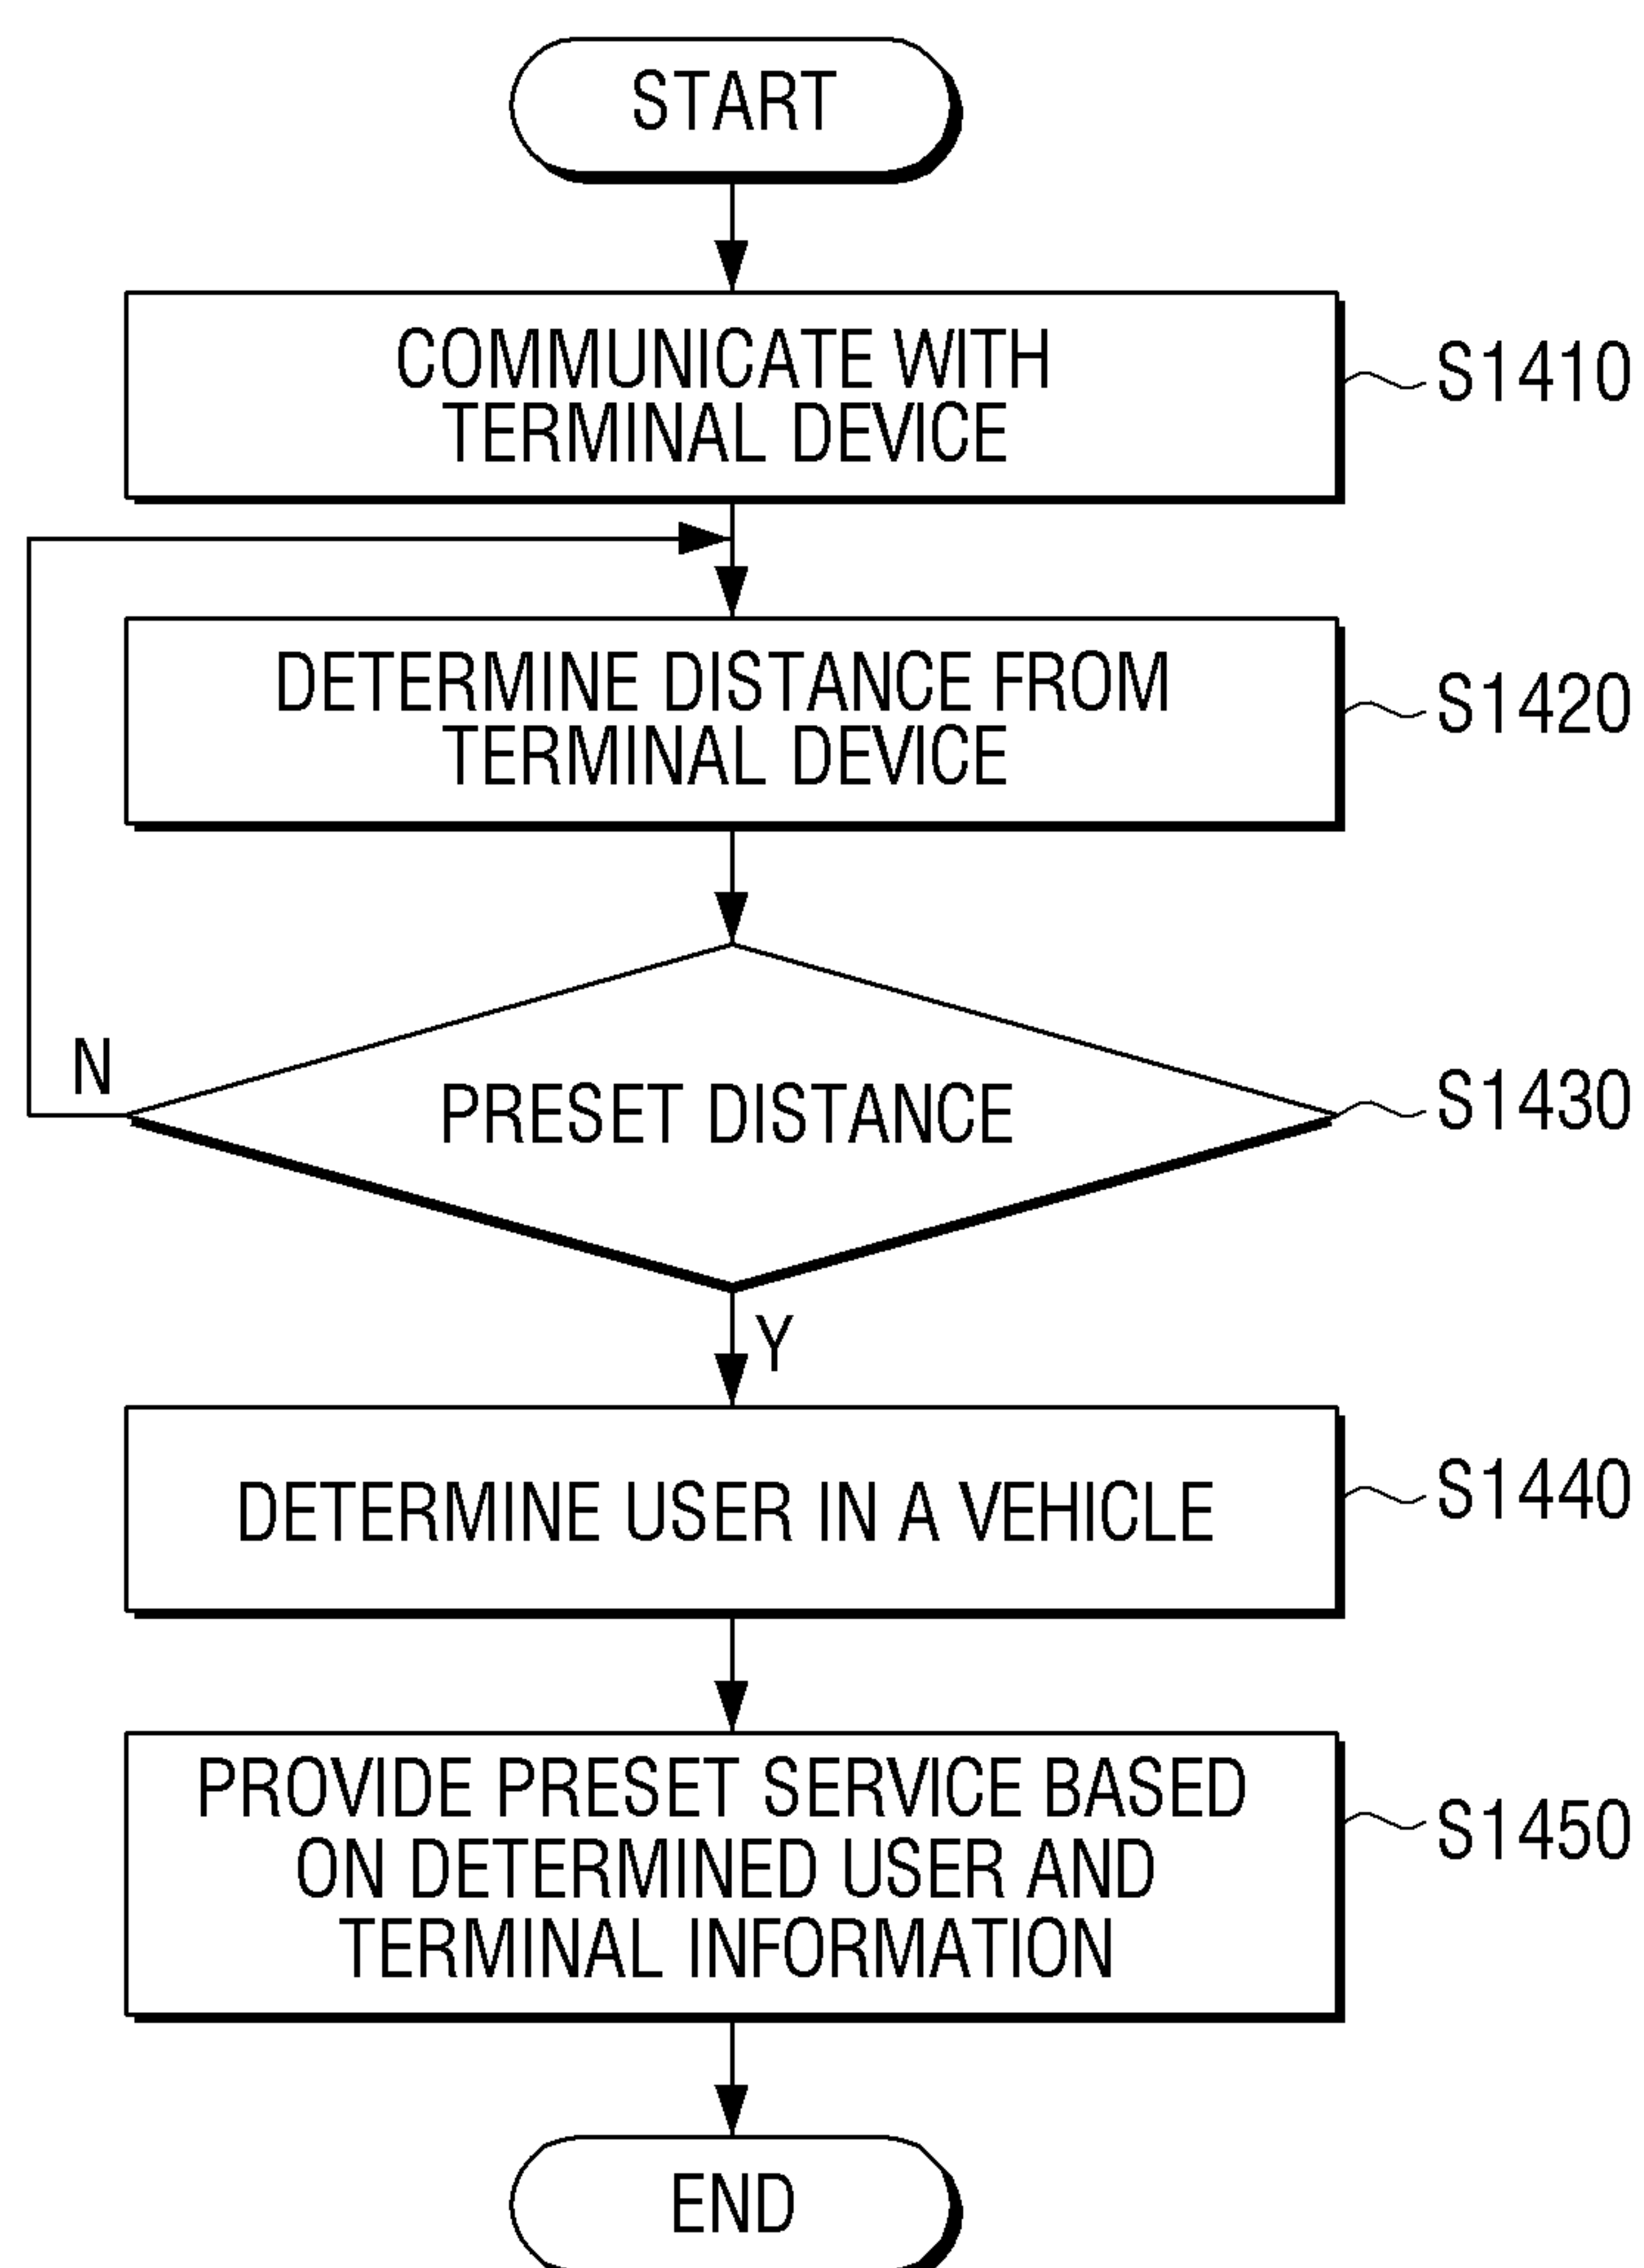 START
COMMUNICATE WITH
TERMINAL DEVICE
S1410
DETERMINE DISTANCE FROM
TERMINAL DEVICE
S1420
N
PRESET DISTANCE
S1430
Y
DETERMINE USER IN A VEHICLE
S1440
PROVIDE PRESET SERVICE BASED
ON DETERMINED USER AND
TERMINAL INFORMATION
S1450
END